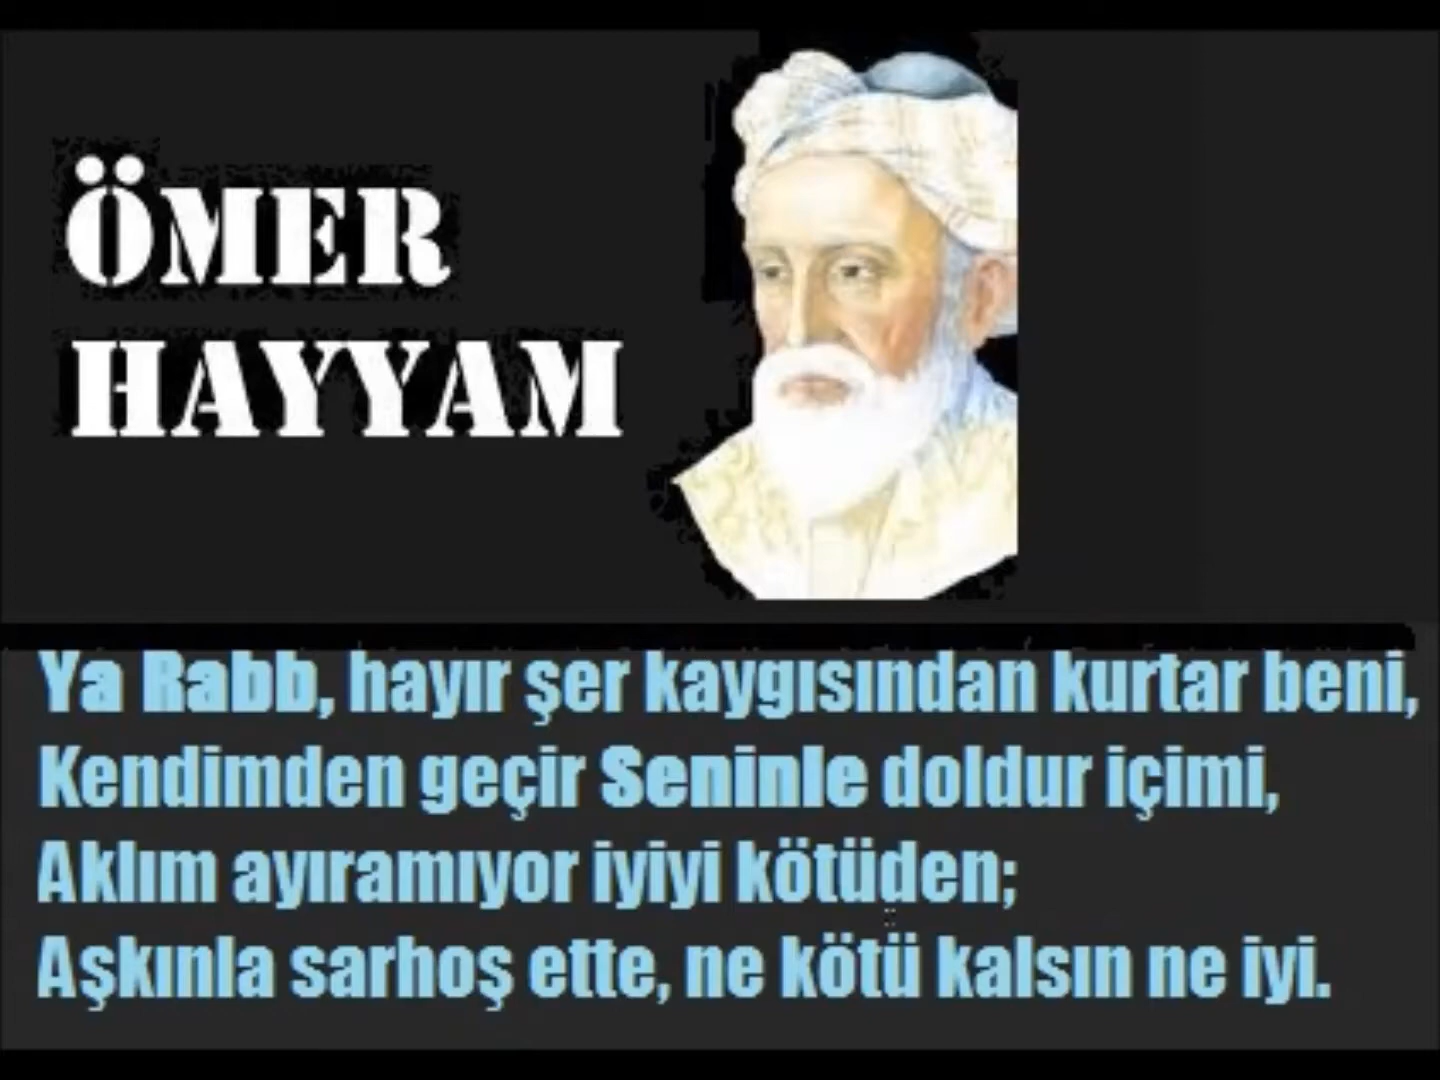 ÖMER
HAYYAM
Ya Rabb, hayır şer kaygısından kurtar beni,
Kendimden geçir Seninle doldur içimi,
Aklım ayıramıyor iyiyi kötüden;
Aşkınla sarhoş ette, ne kötü kalsın ne iyi.